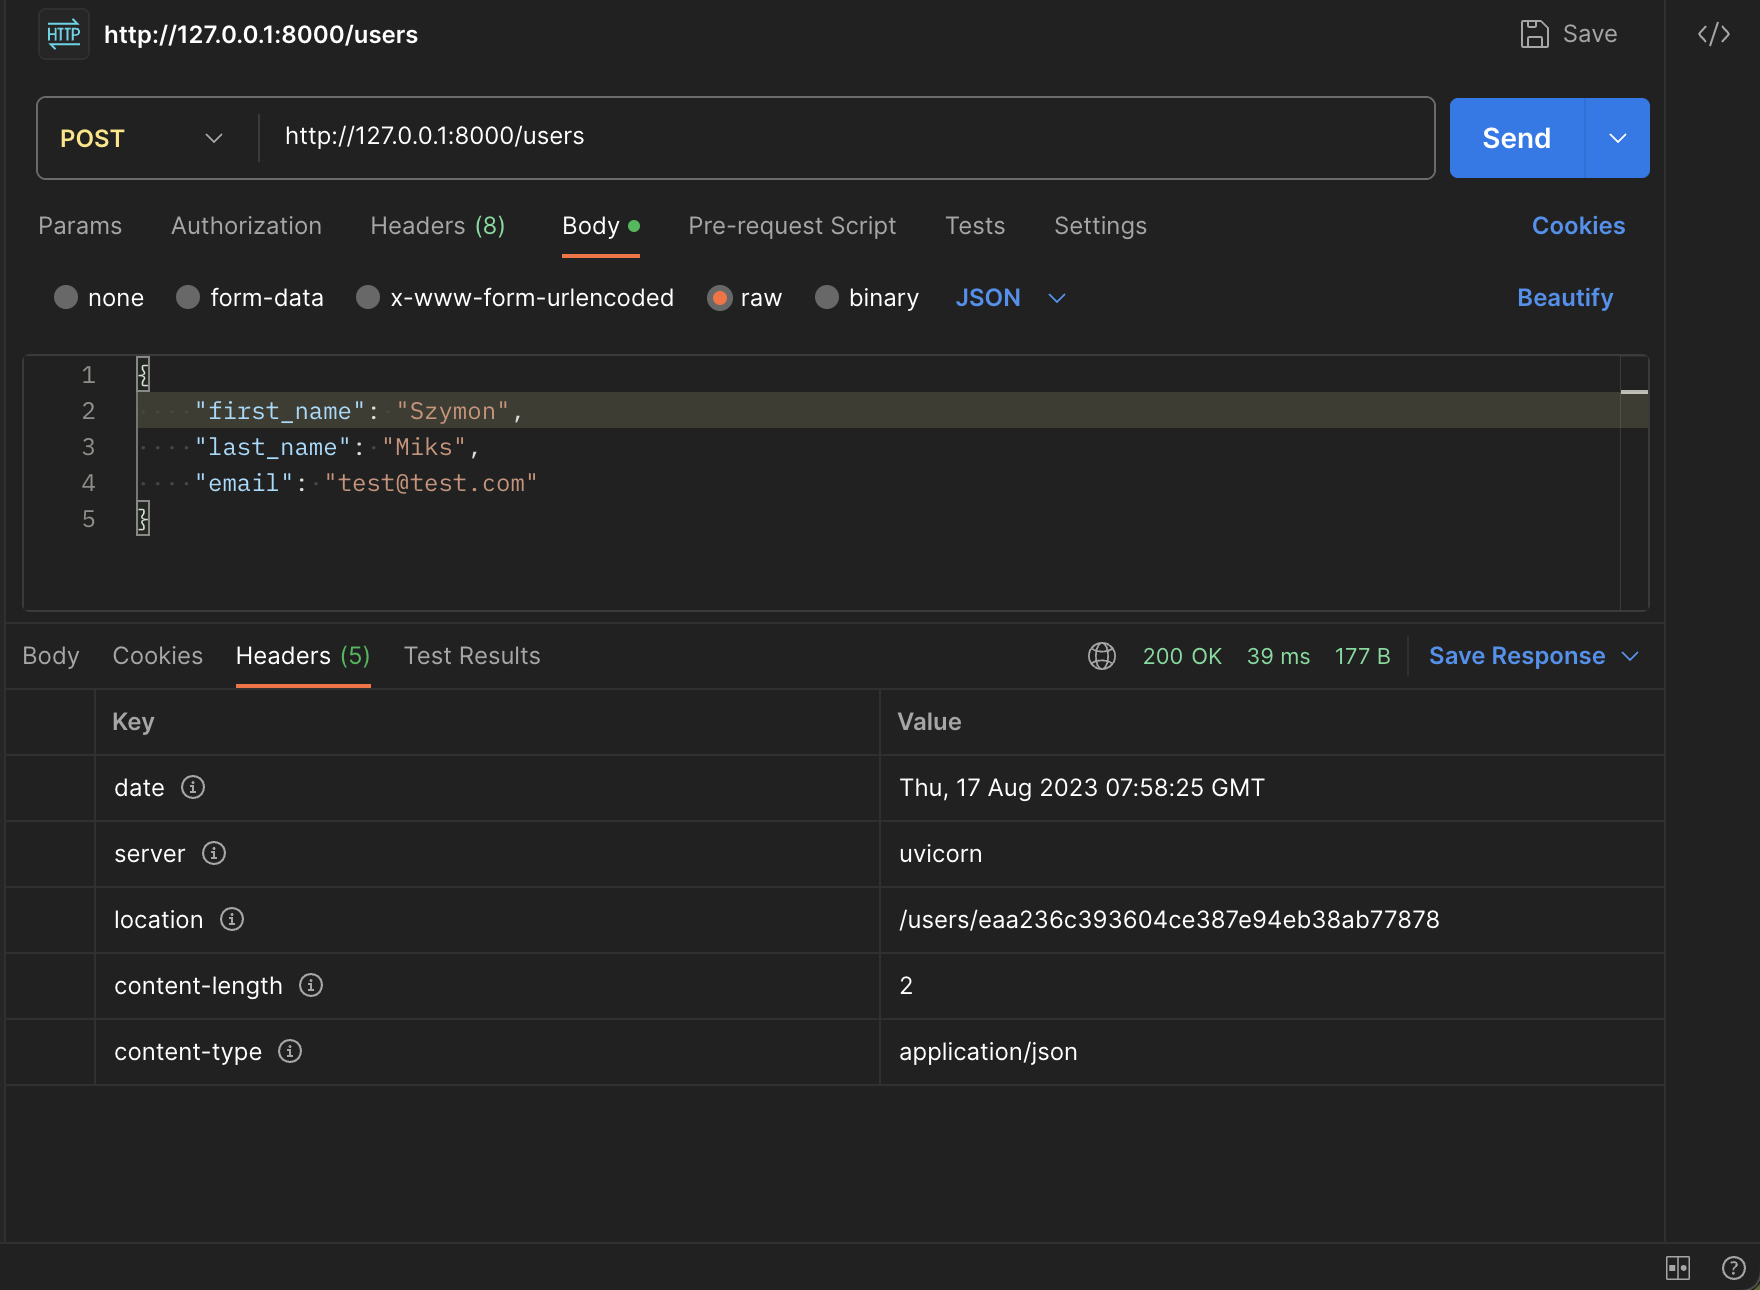 HTTP http://127.0.0.1:8000/users Save
POST http://127.0.0.1:8000/users Send
Params Authorization Headers (8) Body Pre-request Script Tests Settings Cookies
none form-data x-www-form-urlencoded raw binary JSON Beautify
1 {
2 "first_name": "Szymon",
3 "last_name": "Miks",
4 "email": "test@test.com"
5 }
Body Cookies Headers (5) Test Results 200 OK 39 ms 177 B Save Response
Key Value
date Thu, 17 Aug 2023 07:58:25 GMT
server uvicorn
location /users/eaa236c393604ce387e94eb38ab77878
content-length 2
content-type application/json